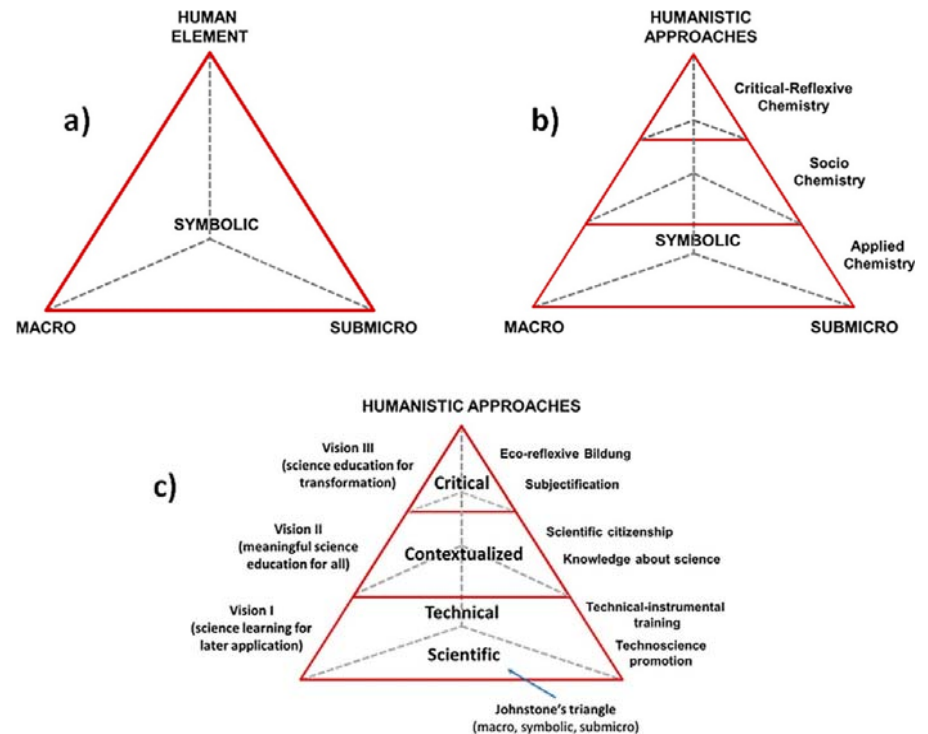 HUMAN
ELEMENT
a)
SYMBOLIC
MACRO
SUBMICRO
HUMANISTIC
APPROACHES
b)
Critical-Reflexive
Chemistry
Socio
Chemistry
SYMBOLIC
Applied
Chemistry
MACRO
SUBMICRO
HUMANISTIC APPROACHES
c)
Vision III
(science education for
transformation)
Critical
Eco-reflexive Bildung
Subjectification
Vision II
(meaningful science
education for all)
Contextualized
Scientific citizenship
Knowledge about science
Vision I
(science learning for
later application)
Technical
Scientific
Technical-instrumental
training
Technoscience
promotion
Johnstone's triangle
(macro, symbolic, submicro)